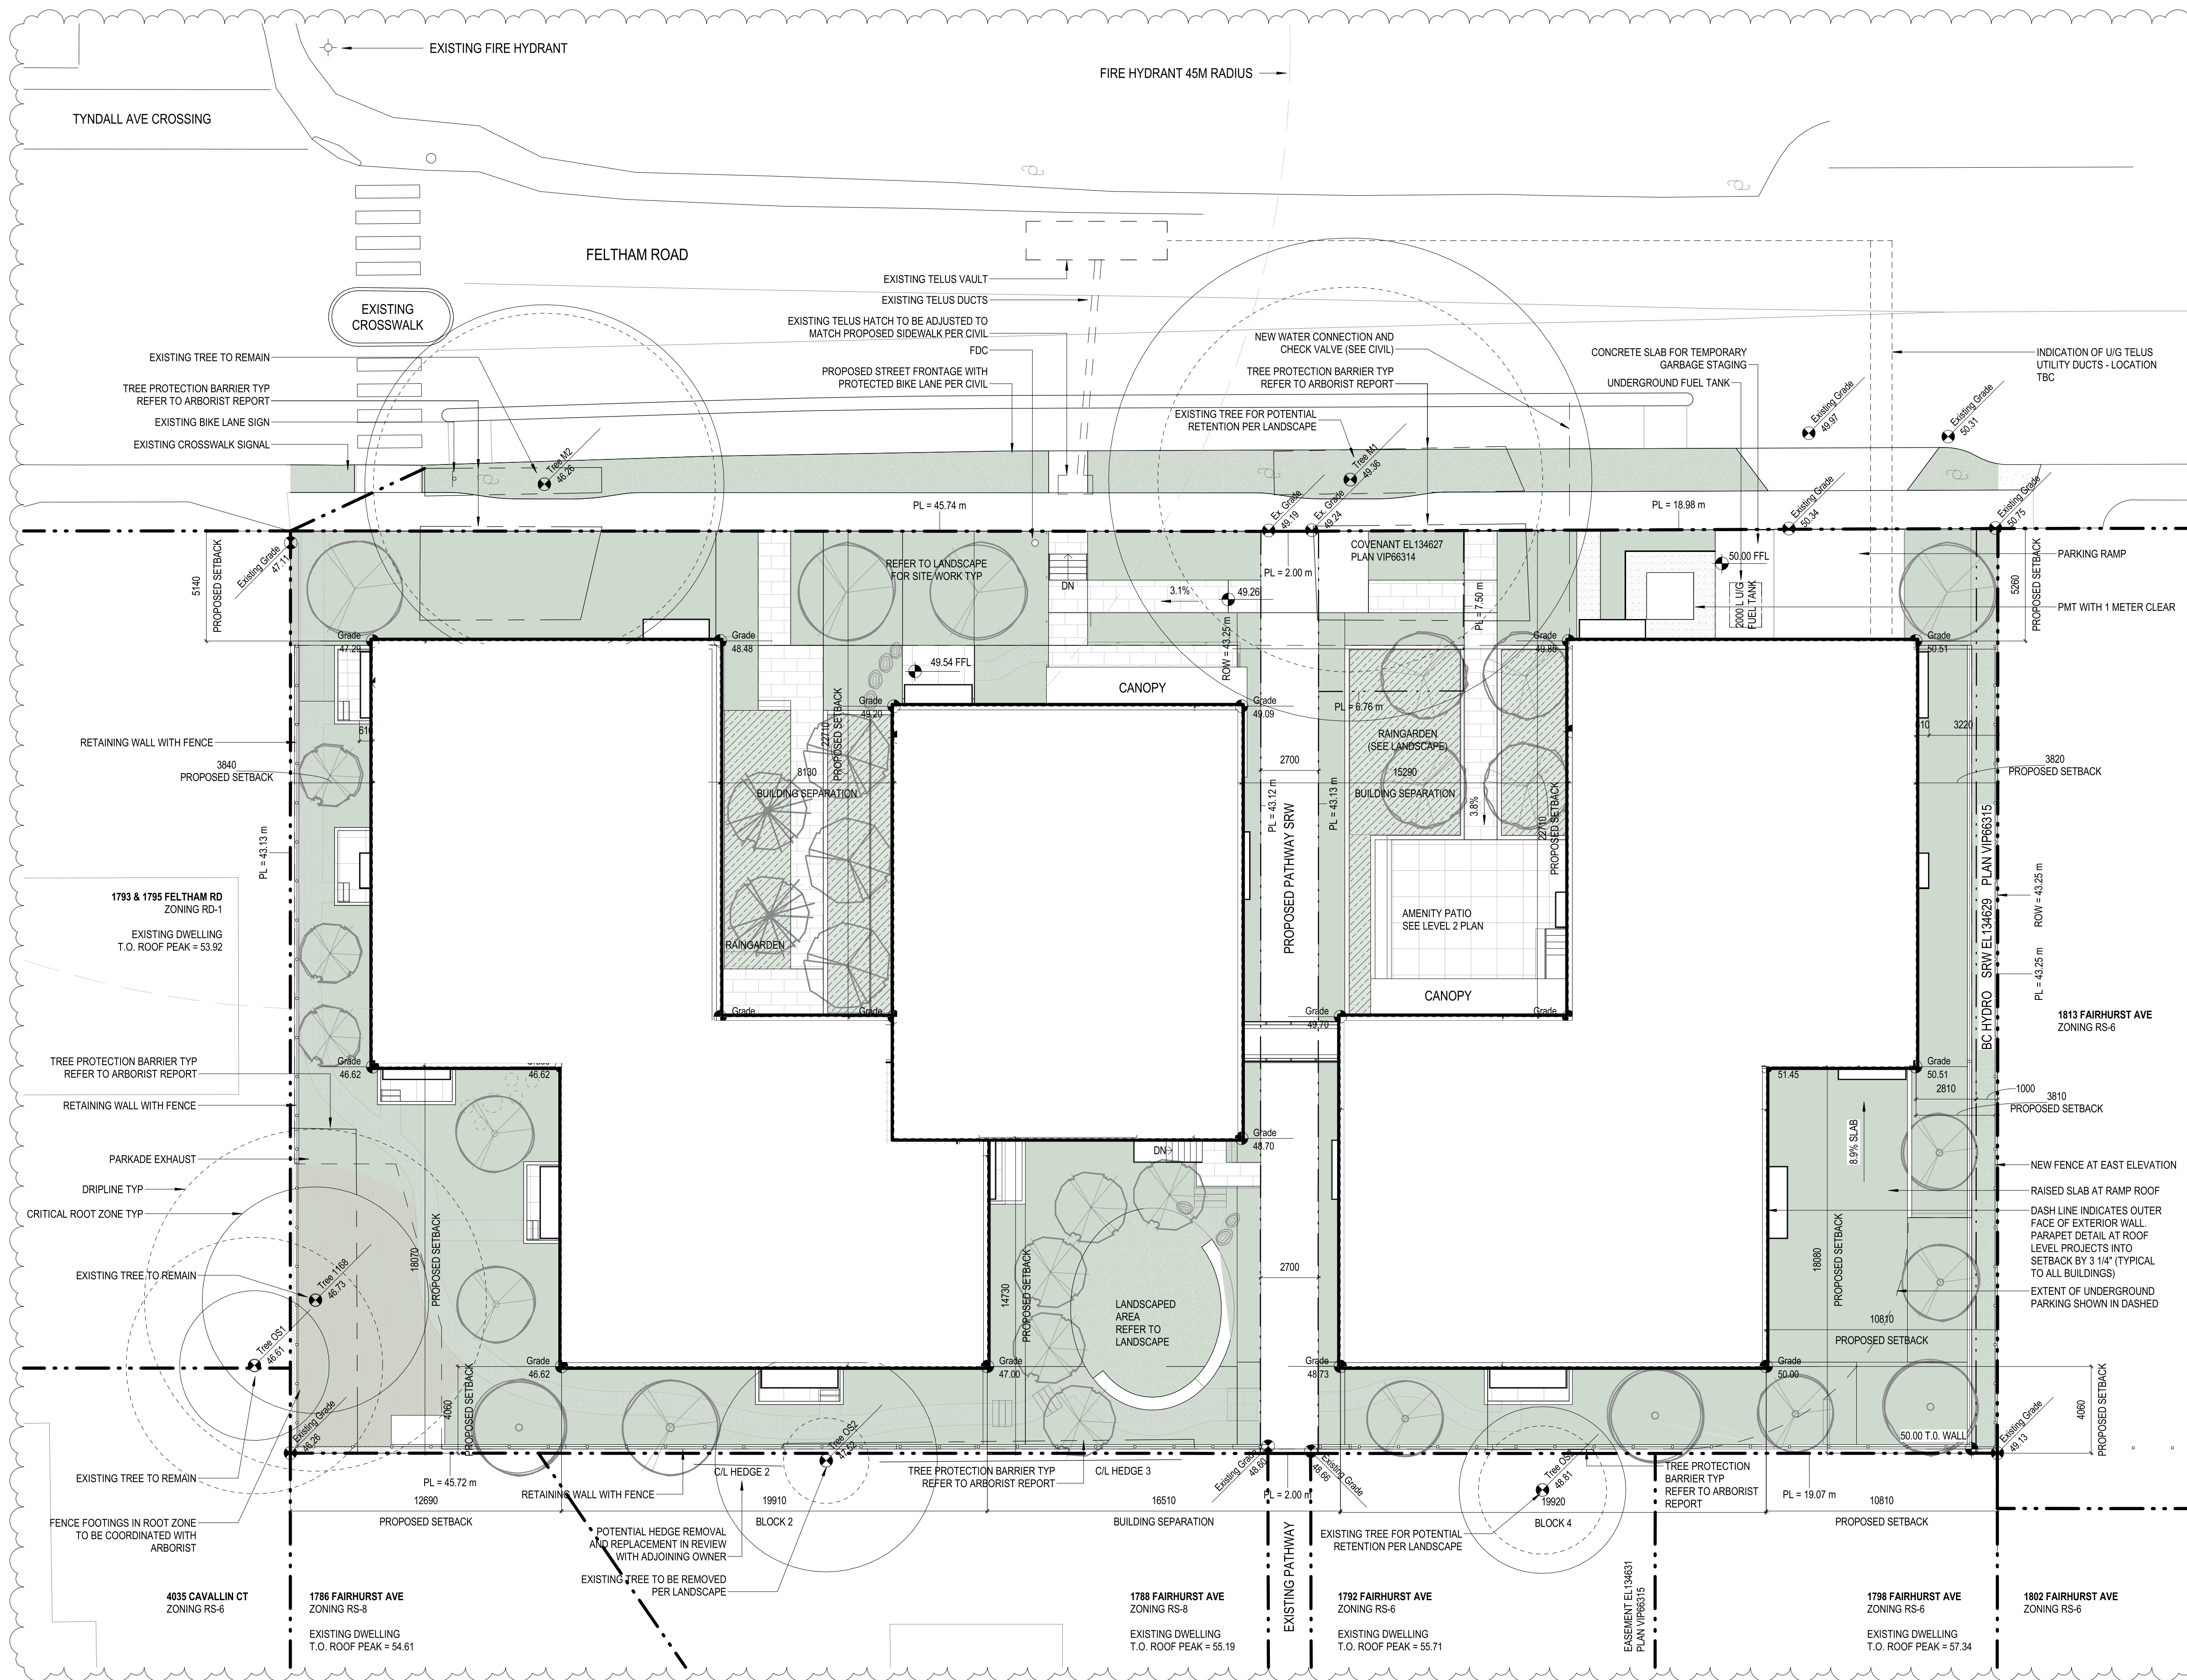 EXISTING FIRE HYDRANT
FIRE HYDRANT 45M RADIUS
TYNDALL AVE CROSSING
FELTHAM ROAD
EXISTING
CROSSWALK
EXISTING TELUS VAULT
EXISTING TELUS DUCTS
EXISTING TELUS HATCH TO BE ADJUSTED TO
MATCH PROPOSED SIDEWALK PER CIVIL
FDC
PROPOSED STREET FRONTAGE WITH
PROTECTED BIKE LANE PER CIVIL
NEW WATER CONNECTION AND
CHECK VALVE (SEE CIVIL)
TREE PROTECTION BARRIER TYP
REFER TO ARBORIST REPORT
EXISTING TREE FOR POTENTIAL
RETENTION PER LANDSCAPE
CONCRETE SLAB FOR TEMPORARY
GARBAGE STAGING
UNDERGROUND FUEL TANK
INDICATION OF U/G TELUS
UTILITY DUCTS - LOCATION
TBC
EXISTING TREE TO REMAIN
TREE PROTECTION BARRIER TYP
REFER TO ARBORIST REPORT
EXISTING BIKE LANE SIGN
EXISTING CROSSWALK SIGNAL
Existing Grade
49.97
Existing Grade
50.31
Tree M2
46.26
Tree M1
49.36
PL = 45.74 m
Ex. Grade
49.19
Ex. Grade
49.24
PL = 18.98 m
Existing Grade
50.34
Existing Grade
50.75
Existing Grade
47.11
5140
PROPOSED SETBACK
REFER TO LANDSCAPE
FOR SITE WORK TYP
DN
3.1%
49.26
PL = 2.00 m
COVENANT EL134627
PLAN VIP66314
PL = 7.50 m
50.00 FFL
2000 L U/G
FUEL TANK
PARKING RAMP
5260
PROPOSED SETBACK
PMT WITH 1 METER CLEAR
Grade
47.20
Grade
48.48
49.54 FFL
CANOPY
ROW = 43.25 m
Grade
49.88
Grade
50.51
Grade
49.20
Grade
49.09
PL = 6.76 m
RAINGARDEN
(SEE LANDSCAPE)
610
610
3220
RETAINING WALL WITH FENCE
3840
PROPOSED SETBACK
22710
PROPOSED SETBACK
8130
BUILDING SEPARATION
2700
15290
BUILDING SEPARATION
3.8%
22710
PROPOSED SETBACK
3820
PROPOSED SETBACK
PL = 43.13 m
PL = 43.12 m
PROPOSED PATHWAY SRW
PL = 43.13 m
BC HYDRO SRW EL134629 PLAN VIP66315
ROW = 43.25 m
PL = 43.25 m
1793 & 1795 FELTHAM RD
ZONING RD-1
EXISTING DWELLING
T.O. ROOF PEAK = 53.92
RAINGARDEN
AMENITY PATIO
SEE LEVEL 2 PLAN
CANOPY
Grade
Grade
Grade
49.70
Grade
1813 FAIRHURST AVE
ZONING RS-6
TREE PROTECTION BARRIER TYP
REFER TO ARBORIST REPORT
Grade
46.62
46.62
51.45
Grade
50.51
2810
1000
3810
PROPOSED SETBACK
RETAINING WALL WITH FENCE
Grade
48.70
DN
8.9% SLAB
PARKADE EXHAUST
DRIPLINE TYP
CRITICAL ROOT ZONE TYP
NEW FENCE AT EAST ELEVATION
RAISED SLAB AT RAMP ROOF
DASH LINE INDICATES OUTER
FACE OF EXTERIOR WALL.
PARAPET DETAIL AT ROOF
LEVEL PROJECTS INTO
SETBACK BY 3 1/4" (TYPICAL
TO ALL BUILDINGS)
EXTENT OF UNDERGROUND
PARKING SHOWN IN DASHED
EXISTING TREE TO REMAIN
Tree 1168
46.73
18070
PROPOSED SETBACK
14730
PROPOSED SETBACK
2700
LANDSCAPED
AREA
REFER TO
LANDSCAPE
18080
PROPOSED SETBACK
10810
PROPOSED SETBACK
Tree OS1
46.61
Grade
46.62
Grade
47.00
Grade
48.73
Grade
50.00
Existing Grade
46.26
4060
PROPOSED SETBACK
Tree OS2
47.52
50.00 T.O. WALL
Existing Grade
49.13
4060
PROPOSED SETBACK
EXISTING TREE TO REMAIN
PL = 45.72 m
C/L HEDGE 2
TREE PROTECTION BARRIER TYP
REFER TO ARBORIST REPORT
C/L HEDGE 3
Existing Grade
48.60
Existing Grade
48.66
PL = 2.00 m
48.81
TREE PROTECTION
BARRIER TYP
REFER TO ARBORIST
REPORT
PL = 19.07 m
RETAINING WALL WITH FENCE
12690
PROPOSED SETBACK
19910
BLOCK 2
16510
BUILDING SEPARATION
19920
BLOCK 4
10810
PROPOSED SETBACK
FENCE FOOTINGS IN ROOT ZONE
TO BE COORDINATED WITH
ARBORIST
POTENTIAL HEDGE REMOVAL
AND REPLACEMENT IN REVIEW
WITH ADJOINING OWNER
EXISTING TREE TO BE REMOVED
PER LANDSCAPE
EXISTING TREE FOR POTENTIAL
RETENTION PER LANDSCAPE
EXISTING PATHWAY
EASEMENT EL134631
PLAN VIP66315
4035 CAVALLIN CT
ZONING RS-6
1786 FAIRHURST AVE
ZONING RS-8
EXISTING DWELLING
T.O. ROOF PEAK = 54.61
1788 FAIRHURST AVE
ZONING RS-8
EXISTING DWELLING
T.O. ROOF PEAK = 55.19
1792 FAIRHURST AVE
ZONING RS-6
EXISTING DWELLING
T.O. ROOF PEAK = 55.71
1798 FAIRHURST AVE
ZONING RS-6
EXISTING DWELLING
T.O. ROOF PEAK = 57.34
1802 FAIRHURST AVE
ZONING RS-6